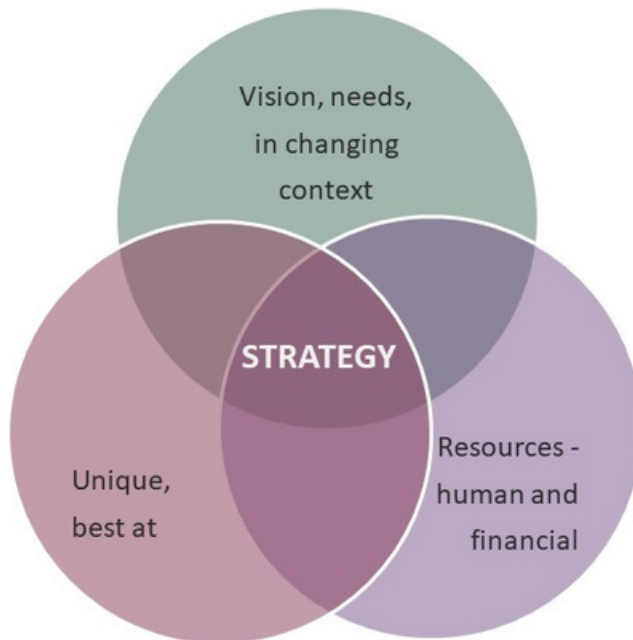 Vision, needs,
in changing
context
STRATEGY
Unique,
best at
Resources -
human and
financial